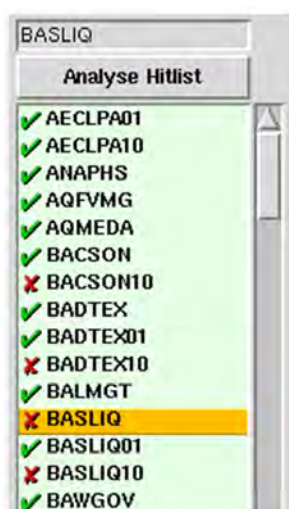 BASLIQ
Analyse Hitlist
AECLPA01
AECLPA10
ANAPHS
AQFVMG
AQMEDA
BACSON
BACSON10
BADTEX
BADTEX01
BADTEX10
BALMGT
BASLIQ
BASLIQ01
BASLIQ10
BAWGOV